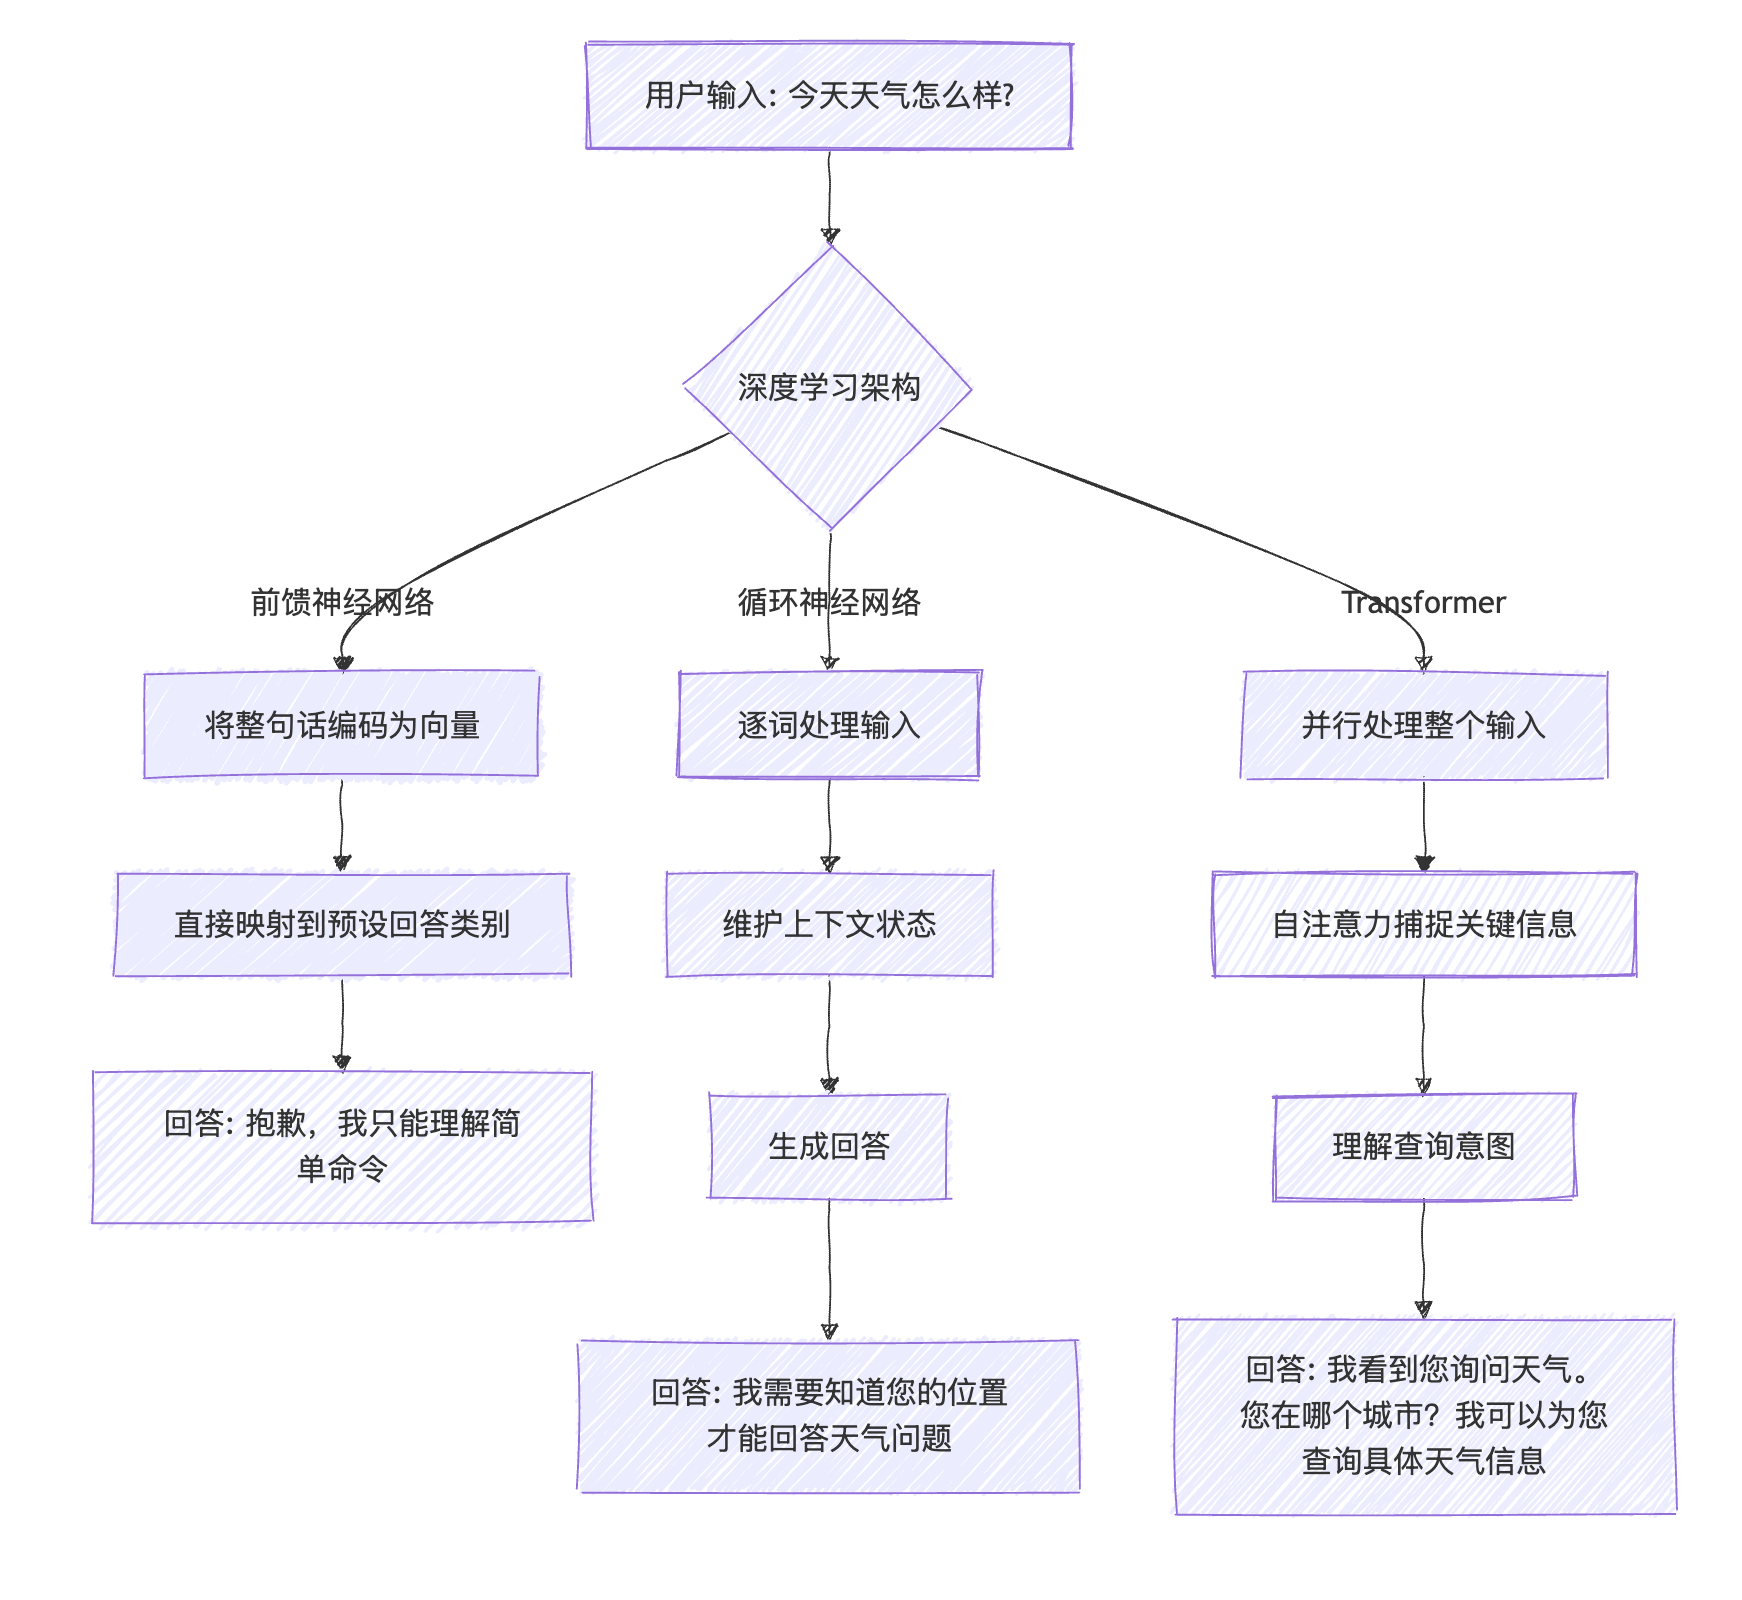 用户输入: 今天天气怎么样?
深度学习架构
前馈神经网络
循环神经网络
Transformer
将整句话编码为向量
逐词处理输入
并行处理整个输入
直接映射到预设回答类别
维护上下文状态
自注意力捕捉关键信息
回答: 抱歉，我只能理解简
单命令
生成回答
理解查询意图
回答: 我需要知道您的位置
才能回答天气问题
回答: 我看到您询问天气。
您在哪个城市？我可以为您
查询具体天气信息